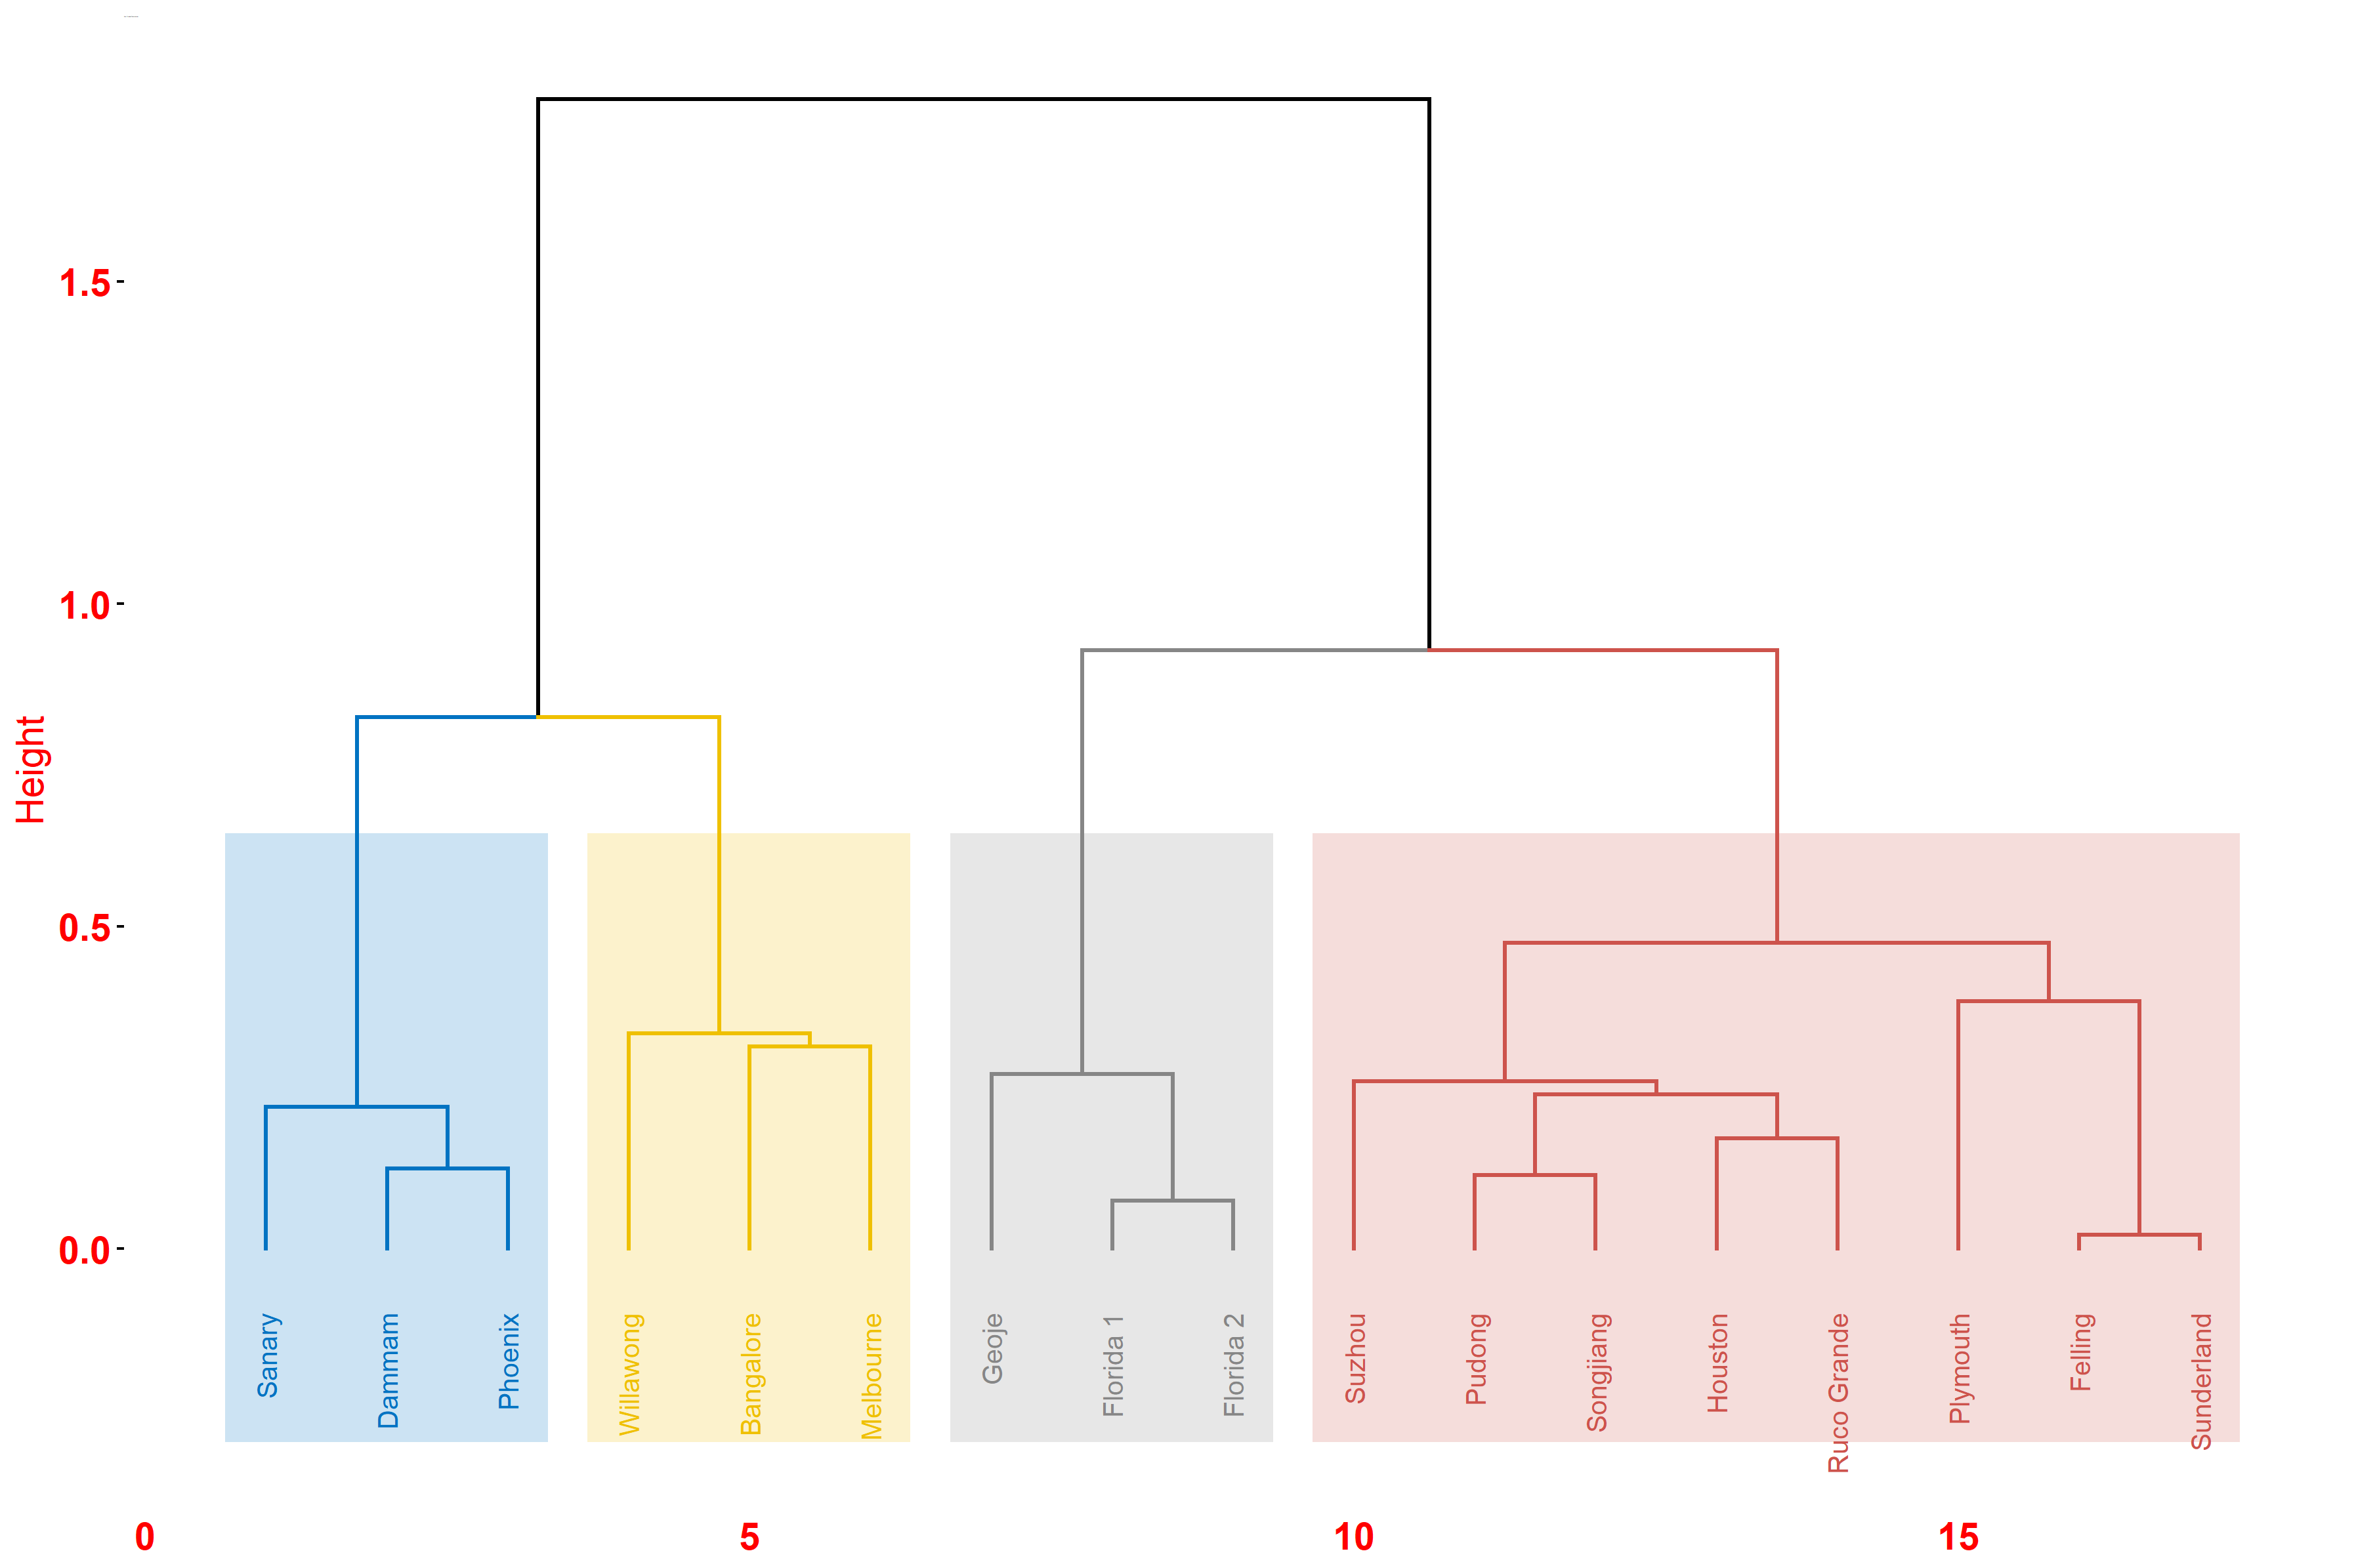 1.5
1.0
Height
0.5
0.0
Sanary
Dammam
Phoenix
Willawong
Bangalore
Melbourne
Geoje
Florida 1
Florida 2
Suzhou
Pudong
Songjiang
Houston
Ruco Grande
Plymouth
Felling
Sunderland
0 5 10 15